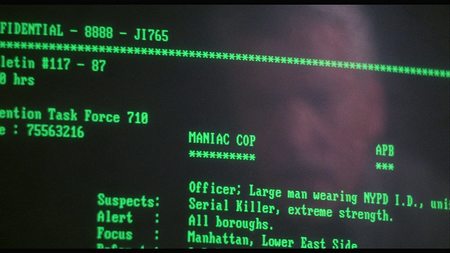 FIDENTIAL - 8888 - JI765
****************************************************************
letin #117 - 87
0 hrs
ention Task Force 710
e : 75563216
MANIAC COP APB
********** ***
Officer; Large man wearing NYPD I.D., uni
Suspects: Serial Killer, extreme strength.
Alert : All boroughs.
Focus : Manhattan, Lower East Side